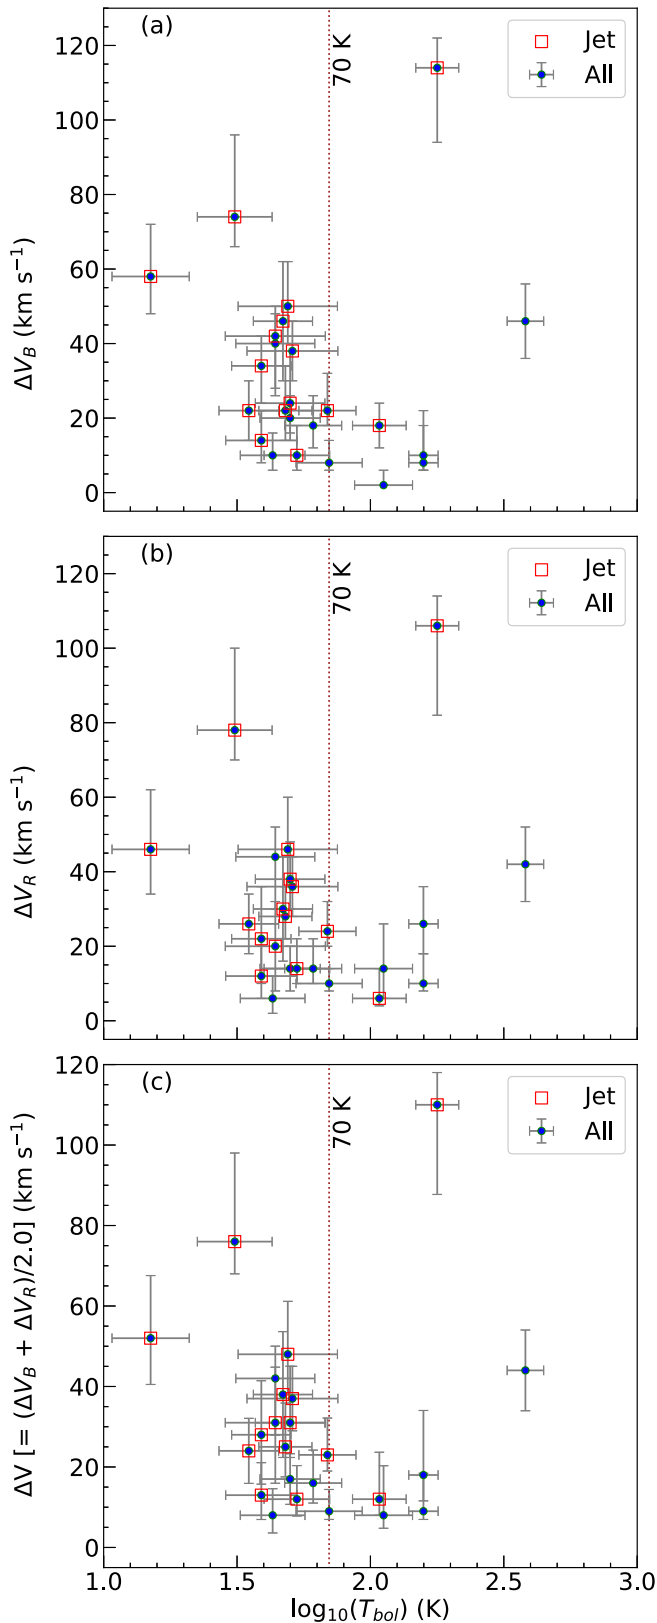 (a)
70 K
Jet
All
120
100
80
60
40
20
0
ΔV_B (km s⁻¹)
(b)
70 K
Jet
All
120
100
80
60
40
20
0
ΔV_R (km s⁻¹)
(c)
70 K
Jet
All
120
100
80
60
40
20
0
ΔV [= (ΔV_B + ΔV_R)/2.0] (km s⁻¹)
1.0 1.5 2.0 2.5 3.0
log₁₀(T_bol) (K)